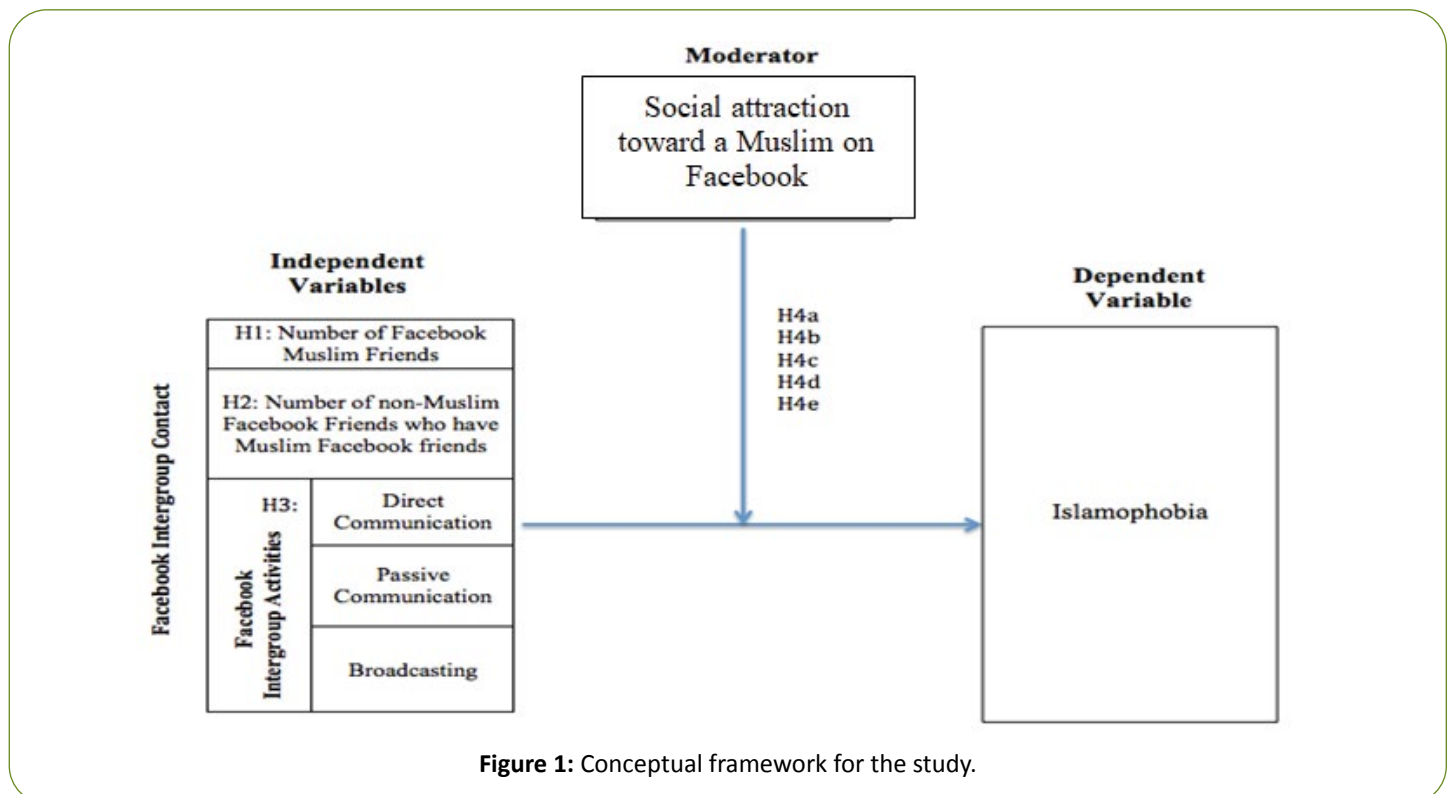 Moderator
Social attraction
toward a Muslim on
Facebook
Independent
Variables
Facebook Intergroup Contact
H1: Number of Facebook
Muslim Friends
H2: Number of non-Muslim
Facebook Friends who have
Muslim Facebook friends
H3:
Facebook
Intergroup Activities
Direct
Communication
Passive
Communication
Broadcasting
H4a
H4b
H4c
H4d
H4e
Dependent
Variable
Islamophobia
Figure 1: Conceptual framework for the study.